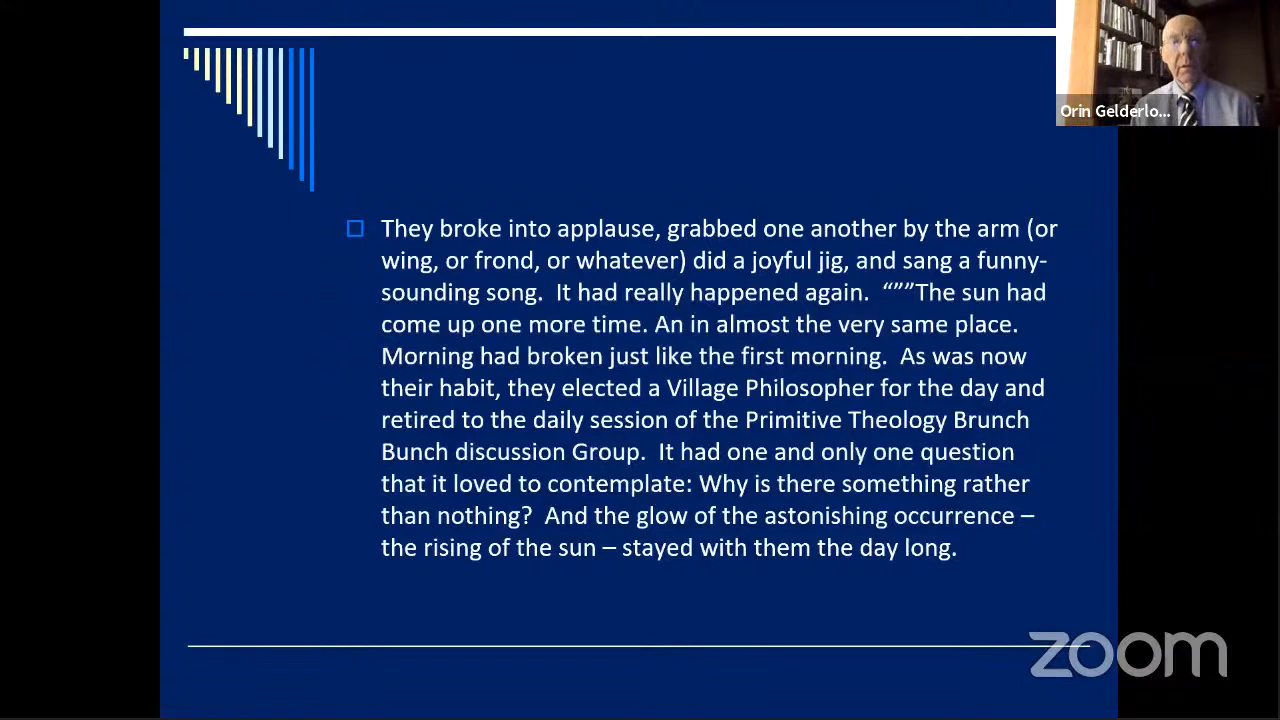 Orin Gelderlo...
They broke into applause, grabbed one another by the arm (or
wing, or frond, or whatever) did a joyful jig, and sang a funny-
sounding song.  It had really happened again.  “””The sun had
come up one more time. An in almost the very same place.
Morning had broken just like the first morning.  As was now
their habit, they elected a Village Philosopher for the day and
retired to the daily session of the Primitive Theology Brunch
Bunch discussion Group.  It had one and only one question
that it loved to contemplate: Why is there something rather
than nothing?  And the glow of the astonishing occurrence –
the rising of the sun – stayed with them the day long.
zoom